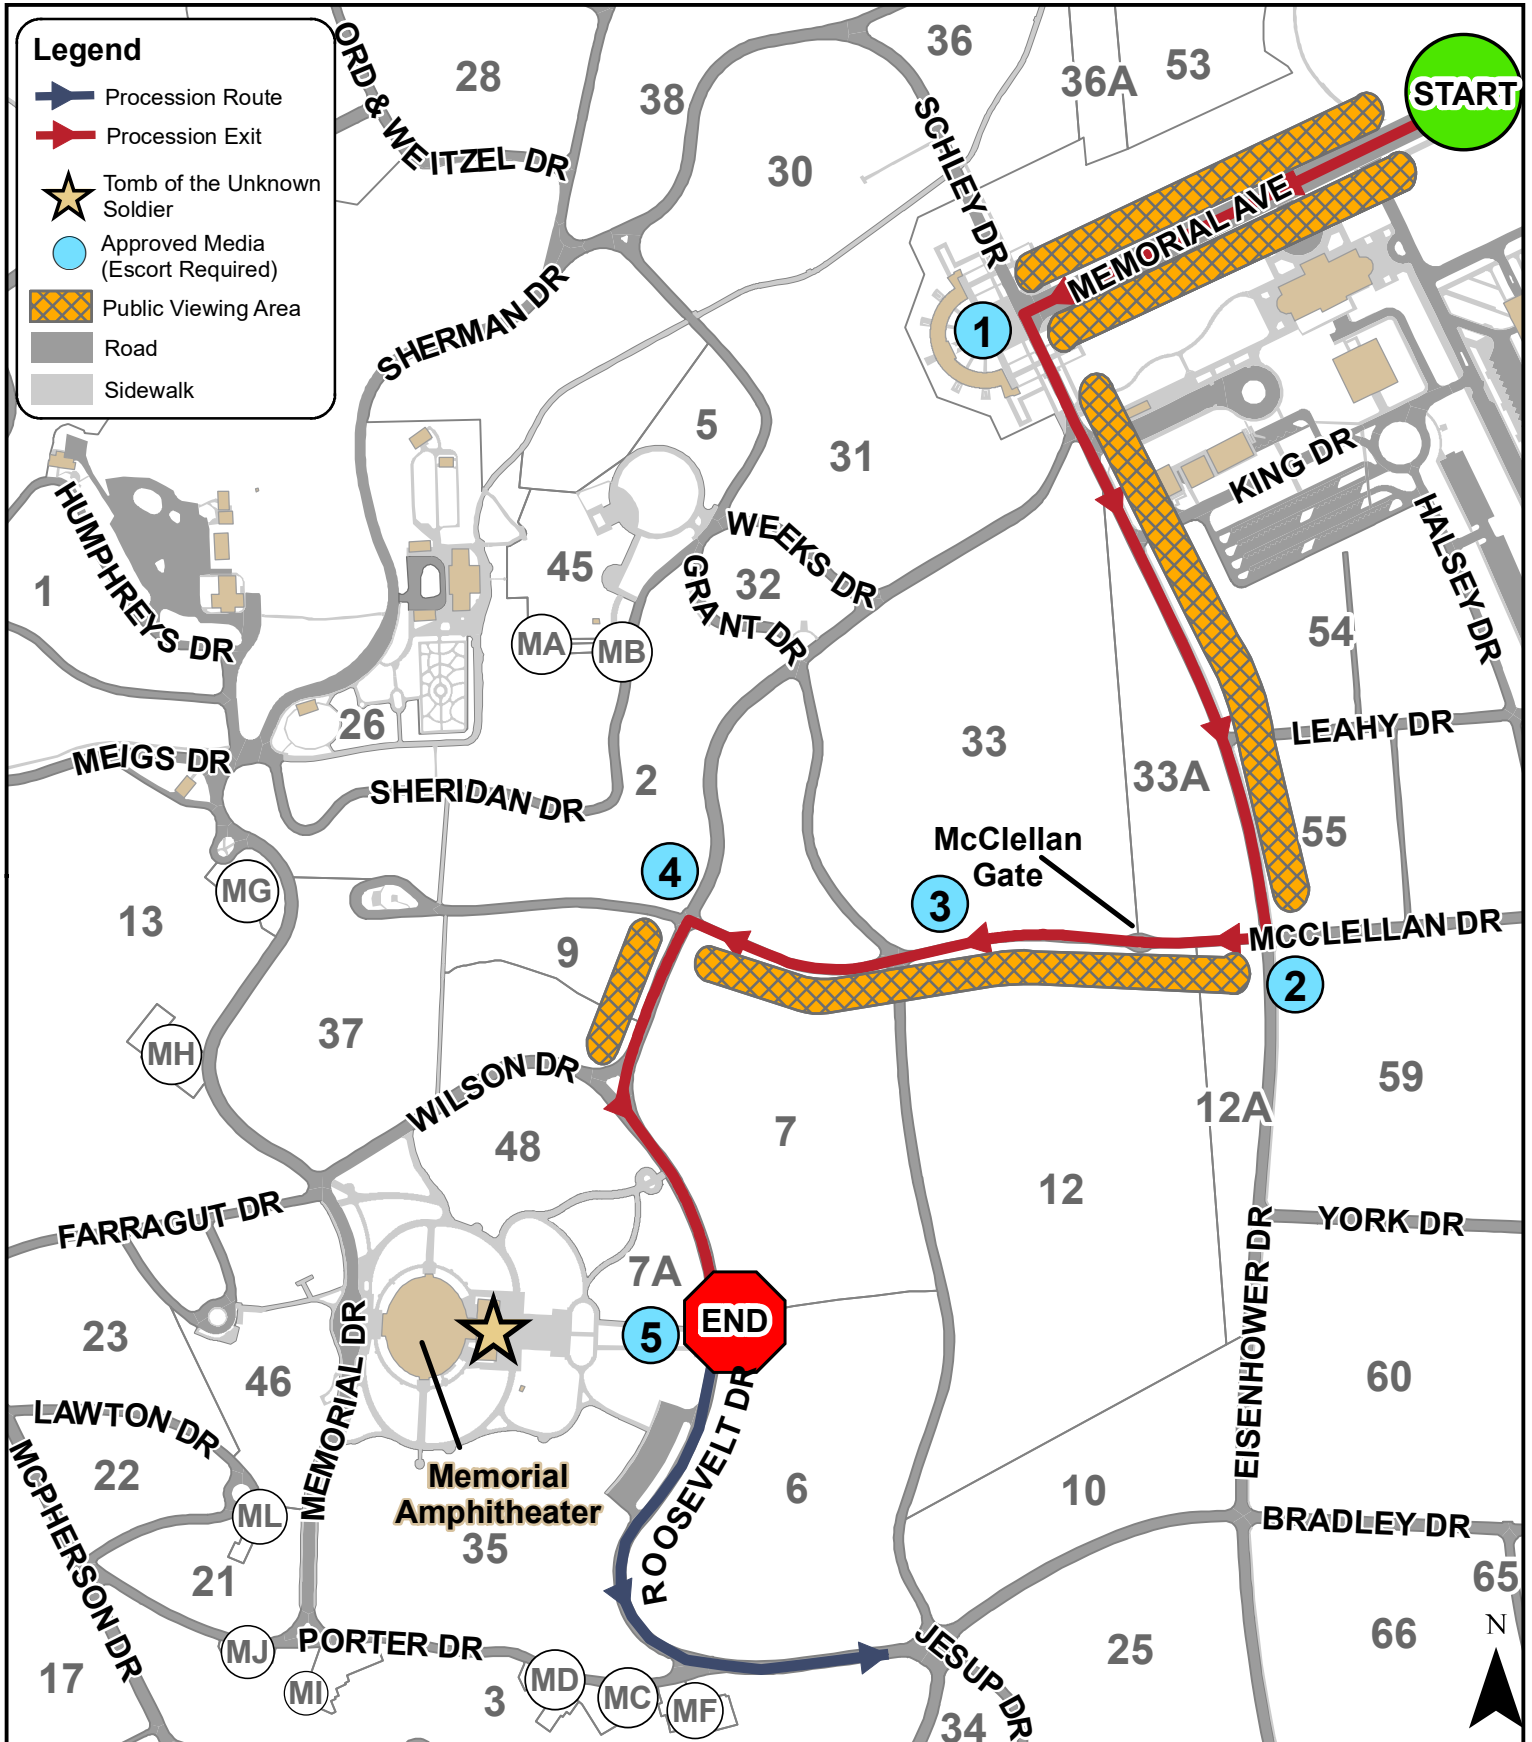 Legend
Procession Route
Procession Exit
Tomb of the Unknown
Soldier
Approved Media
(Escort Required)
Public Viewing Area
Road
Sidewalk
ORD & WEITZEL DR
28
38
36
36A
53
START
30
SCHLEY DR
MEMORIAL AVE
SHERMAN DR
1
5
31
KING DR
HALSEY DR
HUMPHREYS DR
1
45
WEEKS DR
32
GRANT DR
MA
MB
54
26
MEIGS DR
SHERIDAN DR
2
33
33A
LEAHY DR
55
McClellan
Gate
4
3
MG
13
9
MCCLELLAN DR
2
37
MH
WILSON DR
48
7
12A
59
12
FARRAGUT DR
YORK DR
7A
END
5
23
46
MEMORIAL DR
EISENHOWER DR
60
LAWTON DR
22
MCPHERSON DR
Memorial
Amphitheater
ROOSEVELT DR
6
10
ML
35
BRADLEY DR
21
65
N
66
MJ
PORTER DR
JESUP DR
25
17
MI
3
MD
MC
MF
34